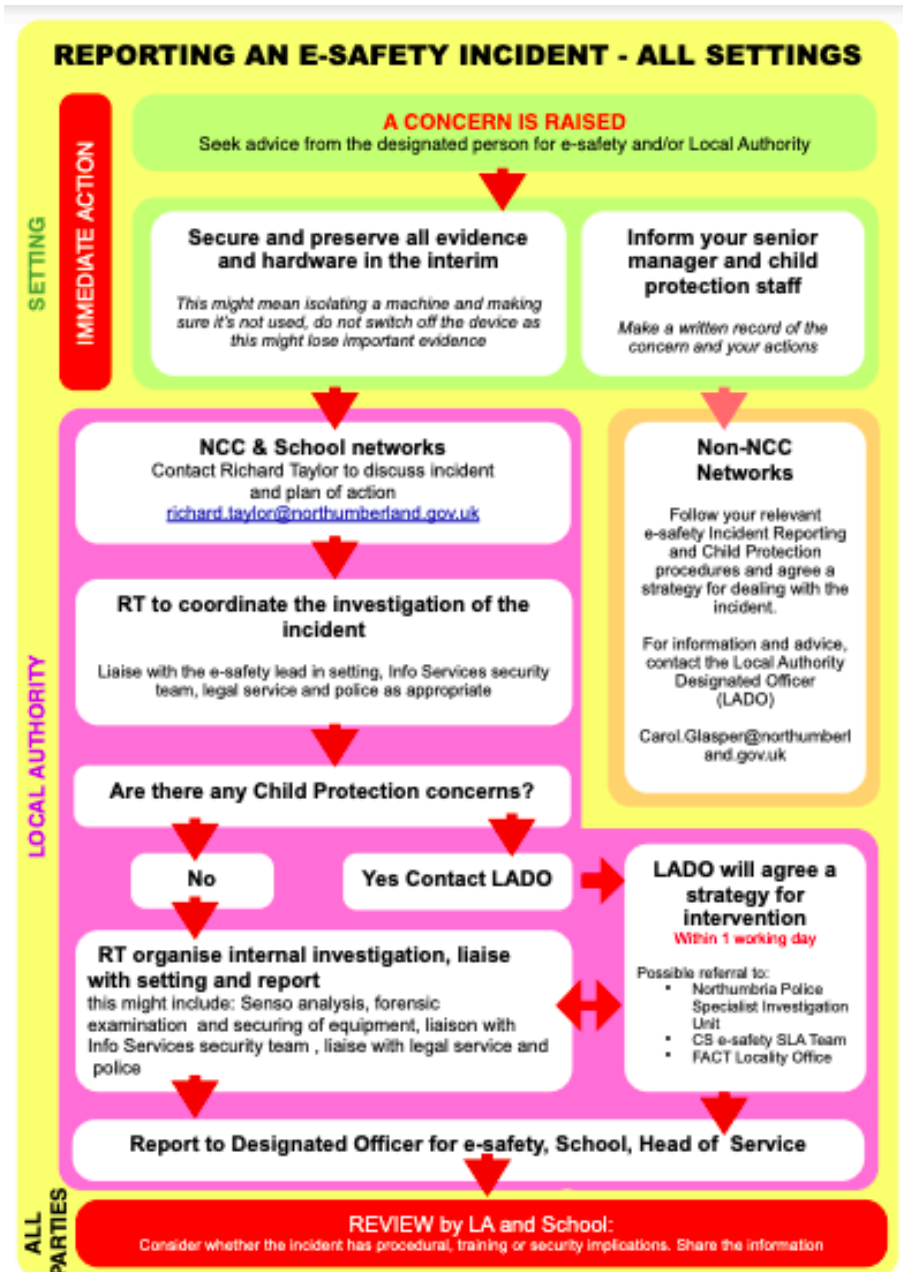 REPORTING AN E-SAFETY INCIDENT - ALL SETTINGS
SETTING
IMMEDIATE ACTION
A CONCERN IS RAISED
Seek advice from the designated person for e-safety and/or Local Authority
Secure and preserve all evidence
and hardware in the interim
This might mean isolating a machine and making
sure it's not used, do not switch off the device as
this might lose important evidence
Inform your senior
manager and child
protection staff
Make a written record of the
concern and your actions
LOCAL AUTHORITY
NCC & School networks
Contact Richard Taylor to discuss incident
and plan of action
richard.taylor@northumberland.gov.uk
Non-NCC
Networks
Follow your relevant
e-safety Incident Reporting
and Child Protection
procedures and agree a
strategy for dealing with the
incident.
For information and advice,
contact the Local Authority
Designated Officer
(LADO)
Carol.Glasper@northumberl
and.gov.uk
RT to coordinate the investigation of the
incident
Liaise with the e-safety lead in setting, Info Services security
team, legal service and police as appropriate
Are there any Child Protection concerns?
No
Yes Contact LADO
LADO will agree a
strategy for
intervention
Within 1 working day
Possible referral to:
▪ Northumbria Police
Specialist Investigation
Unit
▪ CS e-safety SLA Team
▪ FACT Locality Office
RT organise internal investigation, liaise
with setting and report
this might include: Senso analysis, forensic
examination and securing of equipment, liaison with
Info Services security team , liaise with legal service and
police
Report to Designated Officer for e-safety, School, Head of Service
ALL
PARTIES
REVIEW by LA and School:
Consider whether the incident has procedural, training or security implications. Share the information